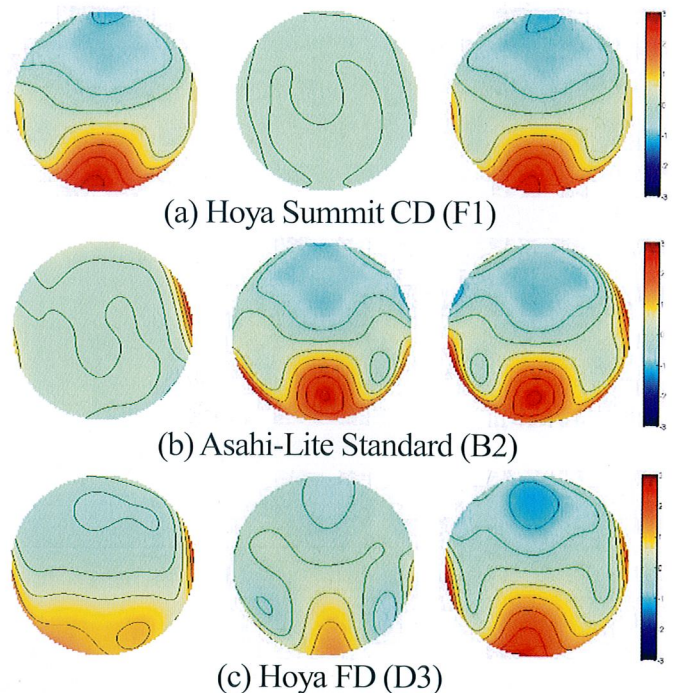 (a) Hoya Summit CD (F1)
(b) Asahi-Lite Standard (B2)
(c) Hoya FD (D3)